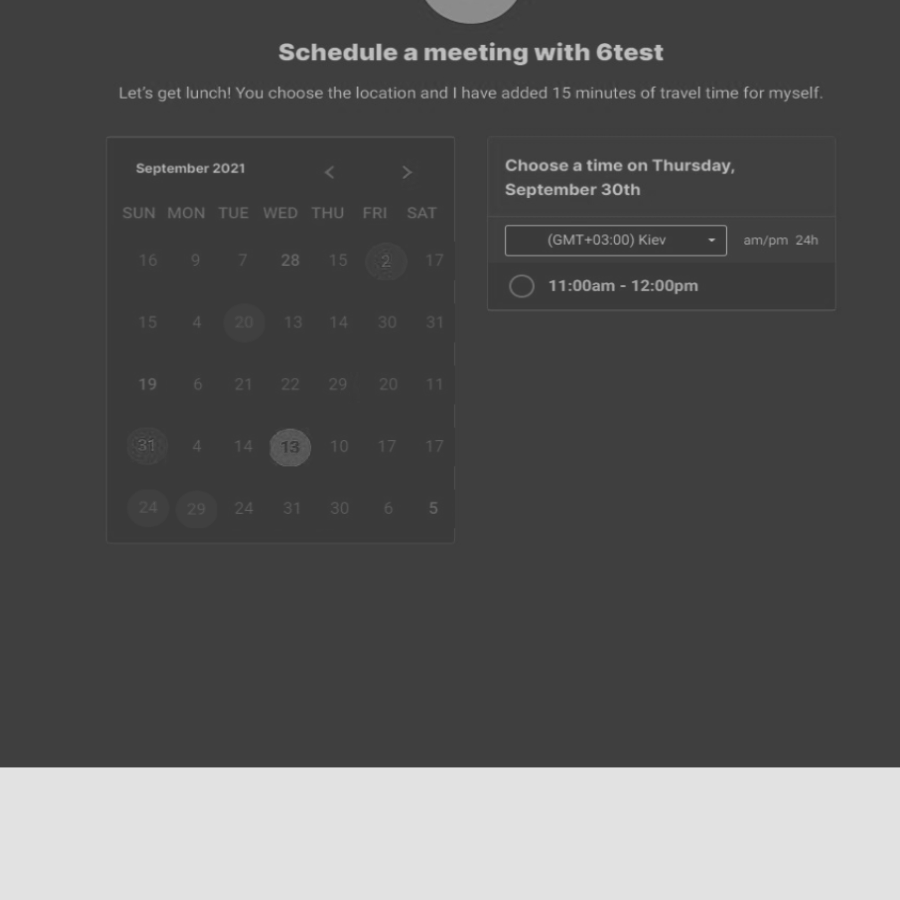 Schedule a meeting with 6test
Let's get lunch! You choose the location and I have added 15 minutes of travel time for myself.
September 2021 < >
SUN MON TUE WED THU FRI SAT
16 9 7 28 15 2 17
15 4 20 13 14 30 31
19 6 21 22 29 20 11
31 4 14 13 10 17 17
24 29 24 31 30 6 5
Choose a time on Thursday,
September 30th
(GMT+03:00) Kiev am/pm 24h
11:00am - 12:00pm